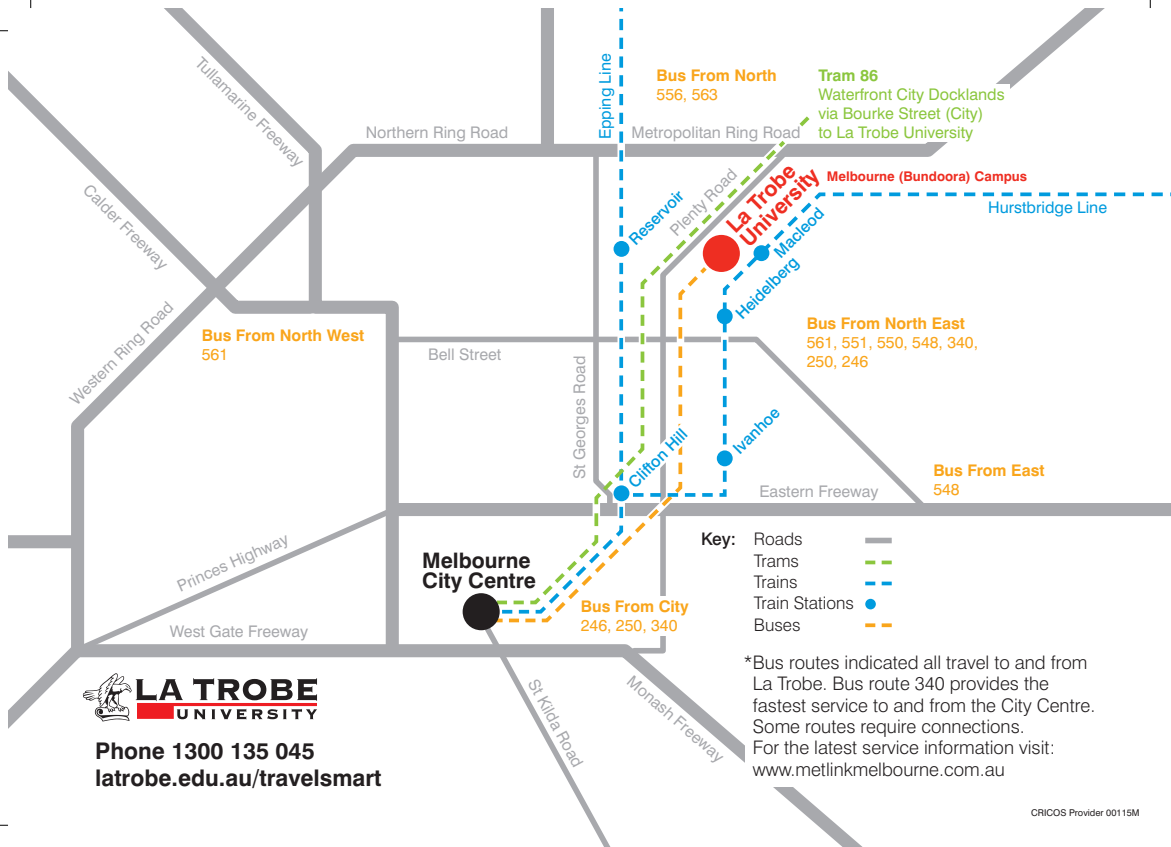 Tullamarine Freeway
Epping Line
Bus From North
556, 563
Tram 86
Waterfront City Docklands
via Bourke Street (City)
to La Trobe University
Northern Ring Road
Metropolitan Ring Road
Calder Freeway
Plenty Road
La Trobe
University
Melbourne (Bundoora) Campus
Hurstbridge Line
Reservoir
Macleod
Heidelberg
Western Ring Road
Bus From North West
561
Bell Street
Bus From North East
561, 551, 550, 548, 340,
250, 246
St Georges Road
Clifton Hill
Ivanhoe
Bus From East
548
Eastern Freeway
Princes Highway
Melbourne
City Centre
Key:
Roads
Trams
Trains
Train Stations
Buses
Bus From City
246, 250, 340
West Gate Freeway
St Kilda Road
Monash Freeway
*Bus routes indicated all travel to and from
La Trobe. Bus route 340 provides the
fastest service to and from the City Centre.
Some routes require connections.
For the latest service information visit:
www.metlinkmelbourne.com.au
LA TROBE
UNIVERSITY
Phone 1300 135 045
latrobe.edu.au/travelsmart
CRICOS Provider 00115M